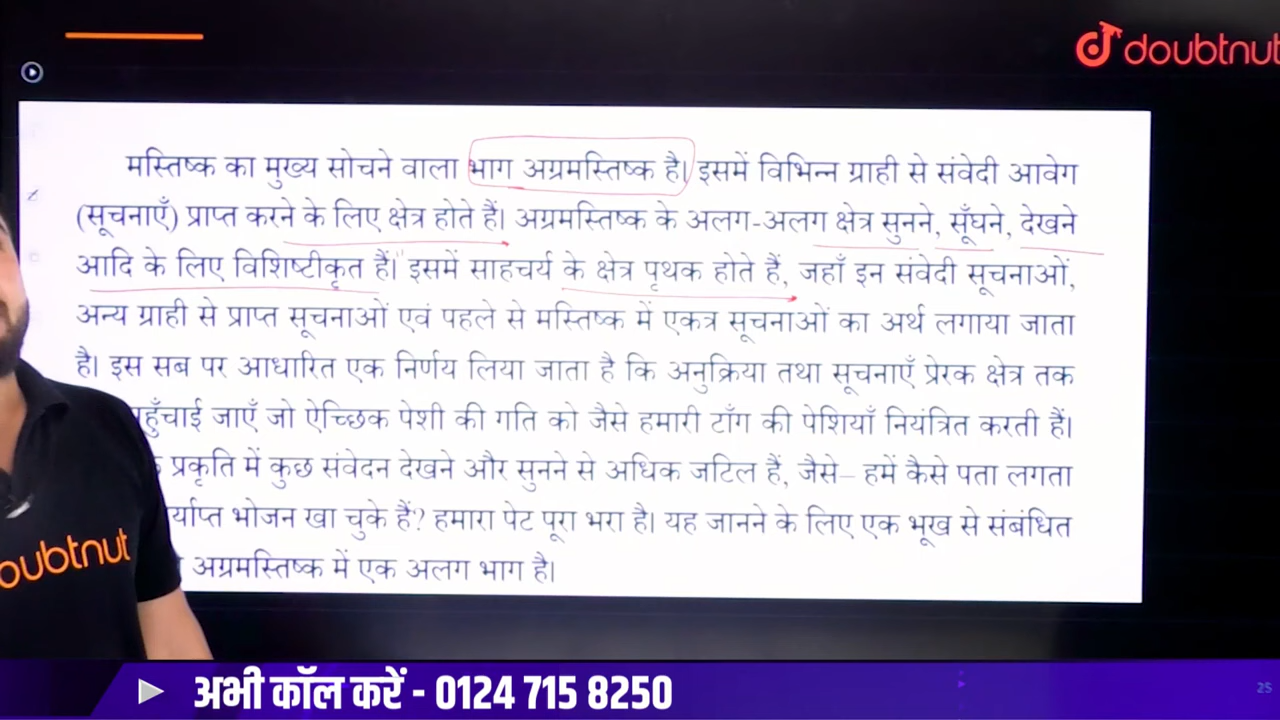 doubtnut
मस्तिष्क का मुख्य सोचने वाला भाग अग्रमस्तिष्क है। इसमें विभिन्न ग्राही से संवेदी आवेग
(सूचनाएँ) प्राप्त करने के लिए क्षेत्र होते हैं। अग्रमस्तिष्क के अलग-अलग क्षेत्र सुनने, सूँघने, देखने
आदि के लिए विशिष्टीकृत हैं। इसमें साहचर्य के क्षेत्र पृथक होते हैं, जहाँ इन संवेदी सूचनाओं,
अन्य ग्राही से प्राप्त सूचनाओं एवं पहले से मस्तिष्क में एकत्र सूचनाओं का अर्थ लगाया जाता
है। इस सब पर आधारित एक निर्णय लिया जाता है कि अनुक्रिया तथा सूचनाएँ प्रेरक क्षेत्र तक
हुँचाई जाएँ जो ऐच्छिक पेशी की गति को जैसे हमारी टाँग की पेशियाँ नियंत्रित करती हैं।
प्रकृति में कुछ संवेदन देखने और सुनने से अधिक जटिल हैं, जैसे– हमें कैसे पता लगता
र्याप्त भोजन खा चुके हैं? हमारा पेट पूरा भरा है। यह जानने के लिए एक भूख से संबंधित
अग्रमस्तिष्क में एक अलग भाग है।
oubtnut
अभी कॉल करें - 0124 715 8250
25